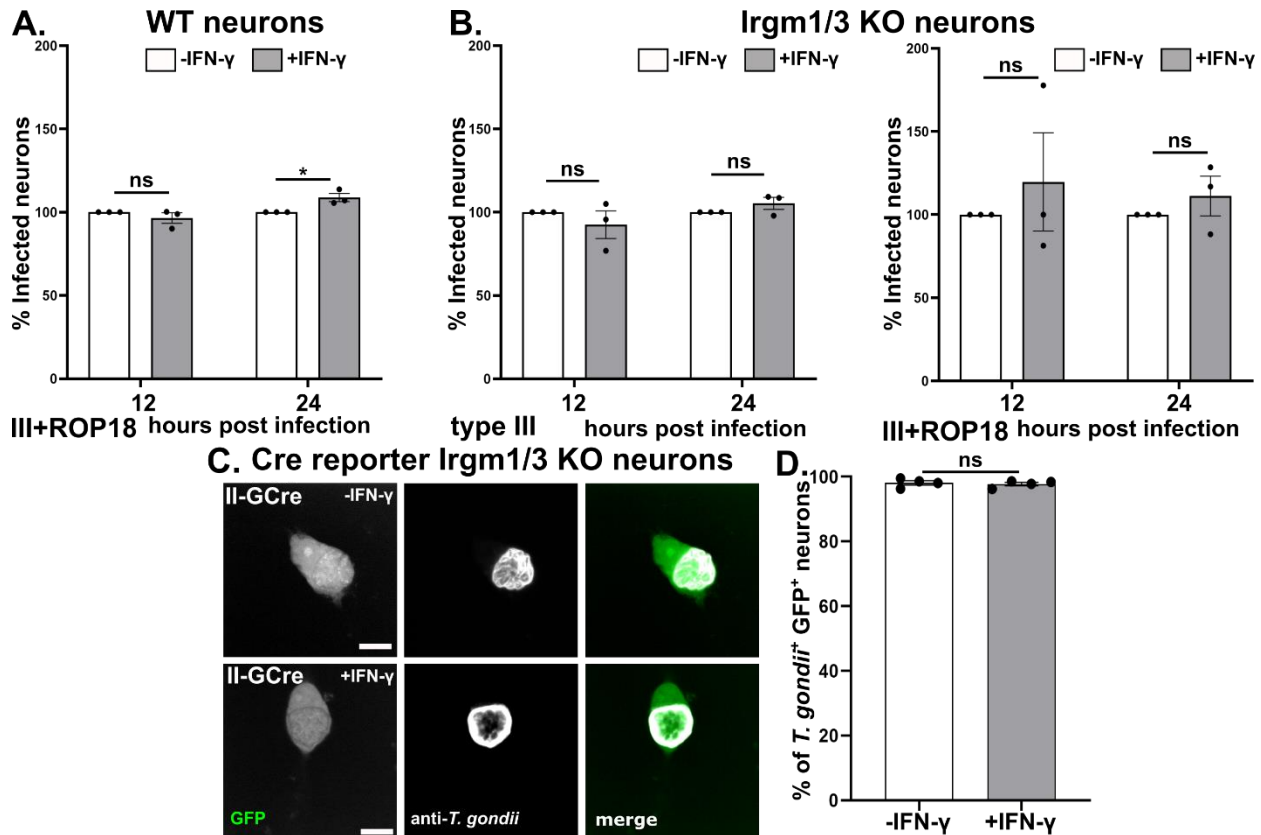 A. WT neurons
B. Irgm1/3 KO neurons
-IFN-γ +IFN-γ
-IFN-γ +IFN-γ
-IFN-γ +IFN-γ
% Infected neurons
200
150
100
50
0
ns
*
12 24
III+ROP18 hours post infection
% Infected neurons
200
150
100
50
0
ns
ns
12 24
type III hours post infection
% Infected neurons
200
150
100
50
0
ns
ns
12 24
III+ROP18 hours post infection
C. Cre reporter Irgm1/3 KO neurons
II-GCre -IFN-γ
II-GCre +IFN-γ
GFP
anti-T. gondii
merge
D.
% of T. gondii+ GFP+ neurons
100
80
60
40
20
0
ns
-IFN-γ +IFN-γ